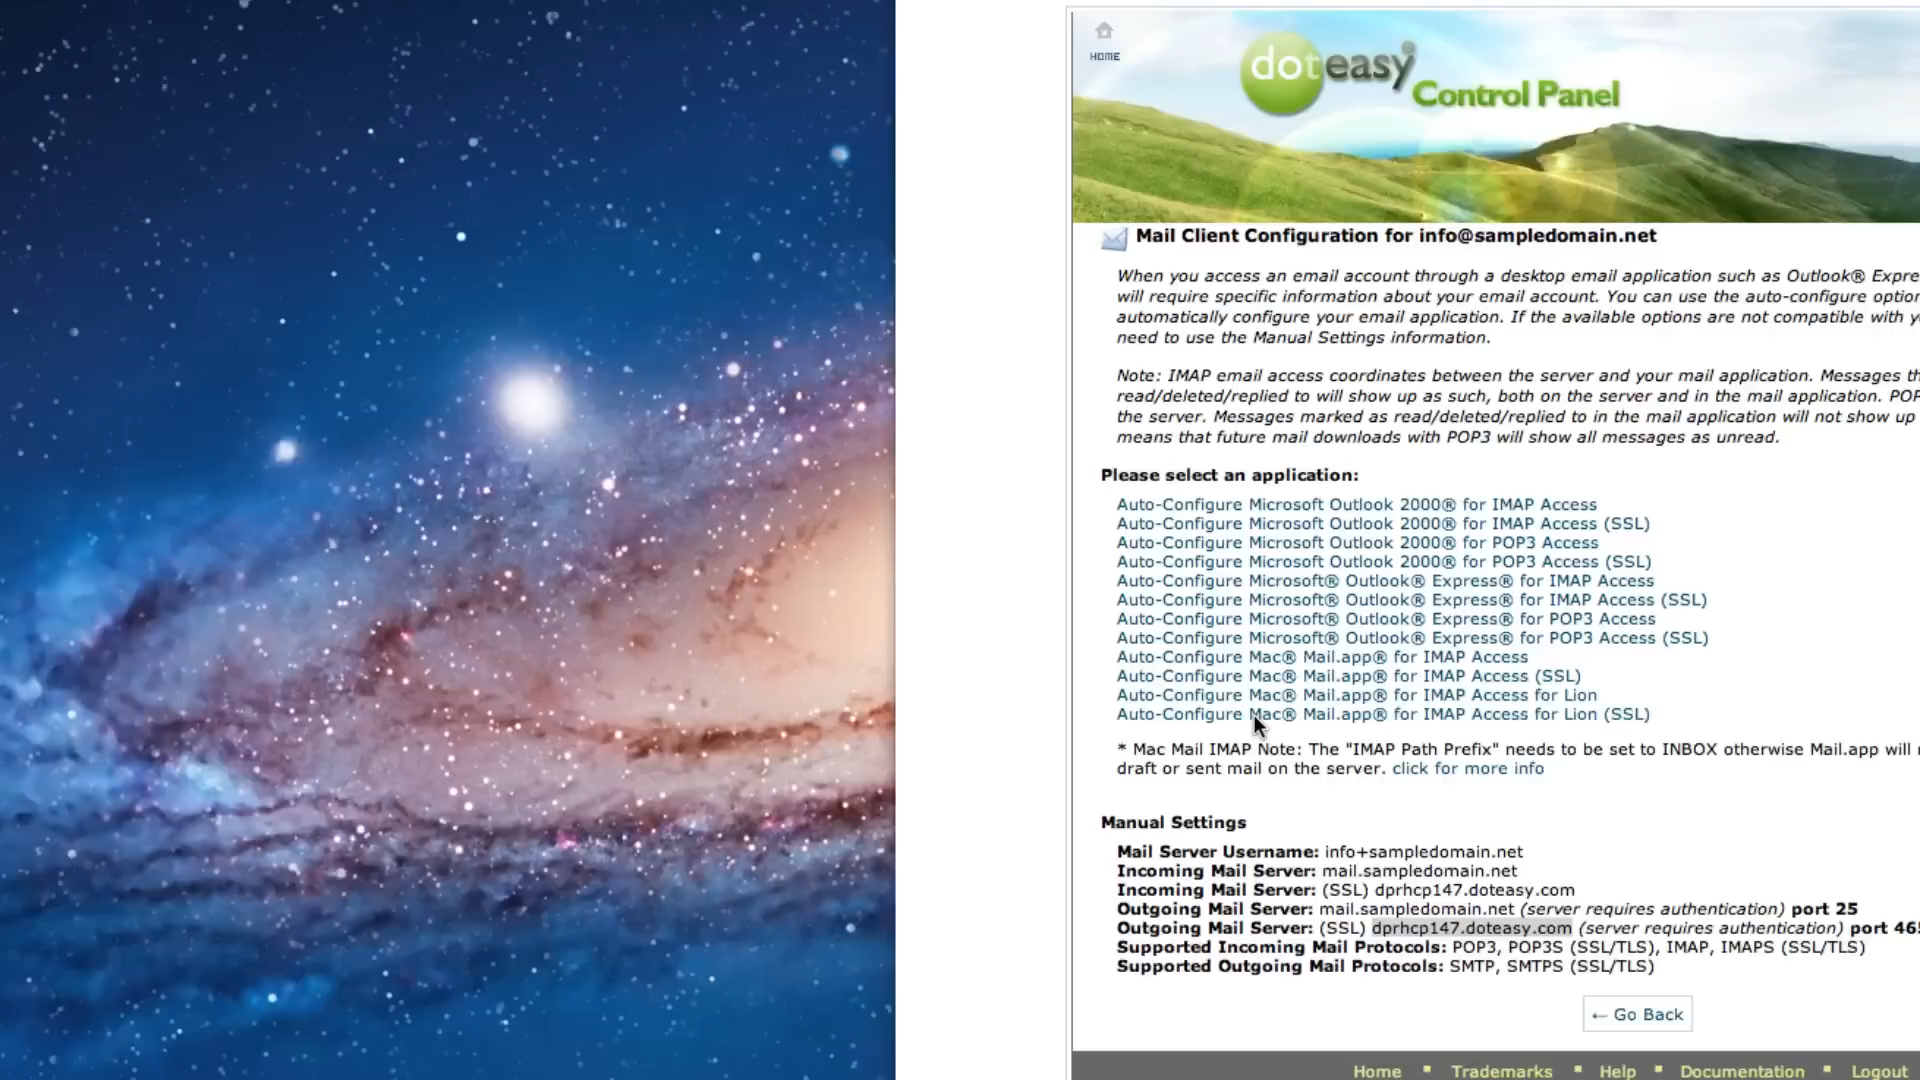 HOME
doteasy
Control Panel
Mail Client Configuration for info@sampledomain.net
When you access an email account through a desktop email application such as Outlook® Expre
will require specific information about your email account. You can use the auto-configure option
automatically configure your email application. If the available options are not compatible with y
need to use the Manual Settings information.
Note: IMAP email access coordinates between the server and your mail application. Messages th
read/deleted/replied to will show up as such, both on the server and in the mail application. POP
the server. Messages marked as read/deleted/replied to in the mail application will not show up
means that future mail downloads with POP3 will show all messages as unread.
Please select an application:
Auto-Configure Microsoft Outlook 2000® for IMAP Access
Auto-Configure Microsoft Outlook 2000® for IMAP Access (SSL)
Auto-Configure Microsoft Outlook 2000® for POP3 Access
Auto-Configure Microsoft Outlook 2000® for POP3 Access (SSL)
Auto-Configure Microsoft® Outlook® Express® for IMAP Access
Auto-Configure Microsoft® Outlook® Express® for IMAP Access (SSL)
Auto-Configure Microsoft® Outlook® Express® for POP3 Access
Auto-Configure Microsoft® Outlook® Express® for POP3 Access (SSL)
Auto-Configure Mac® Mail.app® for IMAP Access
Auto-Configure Mac® Mail.app® for IMAP Access (SSL)
Auto-Configure Mac® Mail.app® for IMAP Access for Lion
Auto-Configure Mac® Mail.app® for IMAP Access for Lion (SSL)
* Mac Mail IMAP Note: The "IMAP Path Prefix" needs to be set to INBOX otherwise Mail.app will
draft or sent mail on the server. click for more info
Manual Settings
Mail Server Username: info+sampledomain.net
Incoming Mail Server: mail.sampledomain.net
Incoming Mail Server: (SSL) dprhcp147.doteasy.com
Outgoing Mail Server: mail.sampledomain.net (server requires authentication) port 25
Outgoing Mail Server: (SSL) dprhcp147.doteasy.com (server requires authentication) port 465
Supported Incoming Mail Protocols: POP3, POP3S (SSL/TLS), IMAP, IMAPS (SSL/TLS)
Supported Outgoing Mail Protocols: SMTP, SMTPS (SSL/TLS)
← Go Back
Home ▪ Trademarks ▪ Help ▪ Documentation ▪ Logout